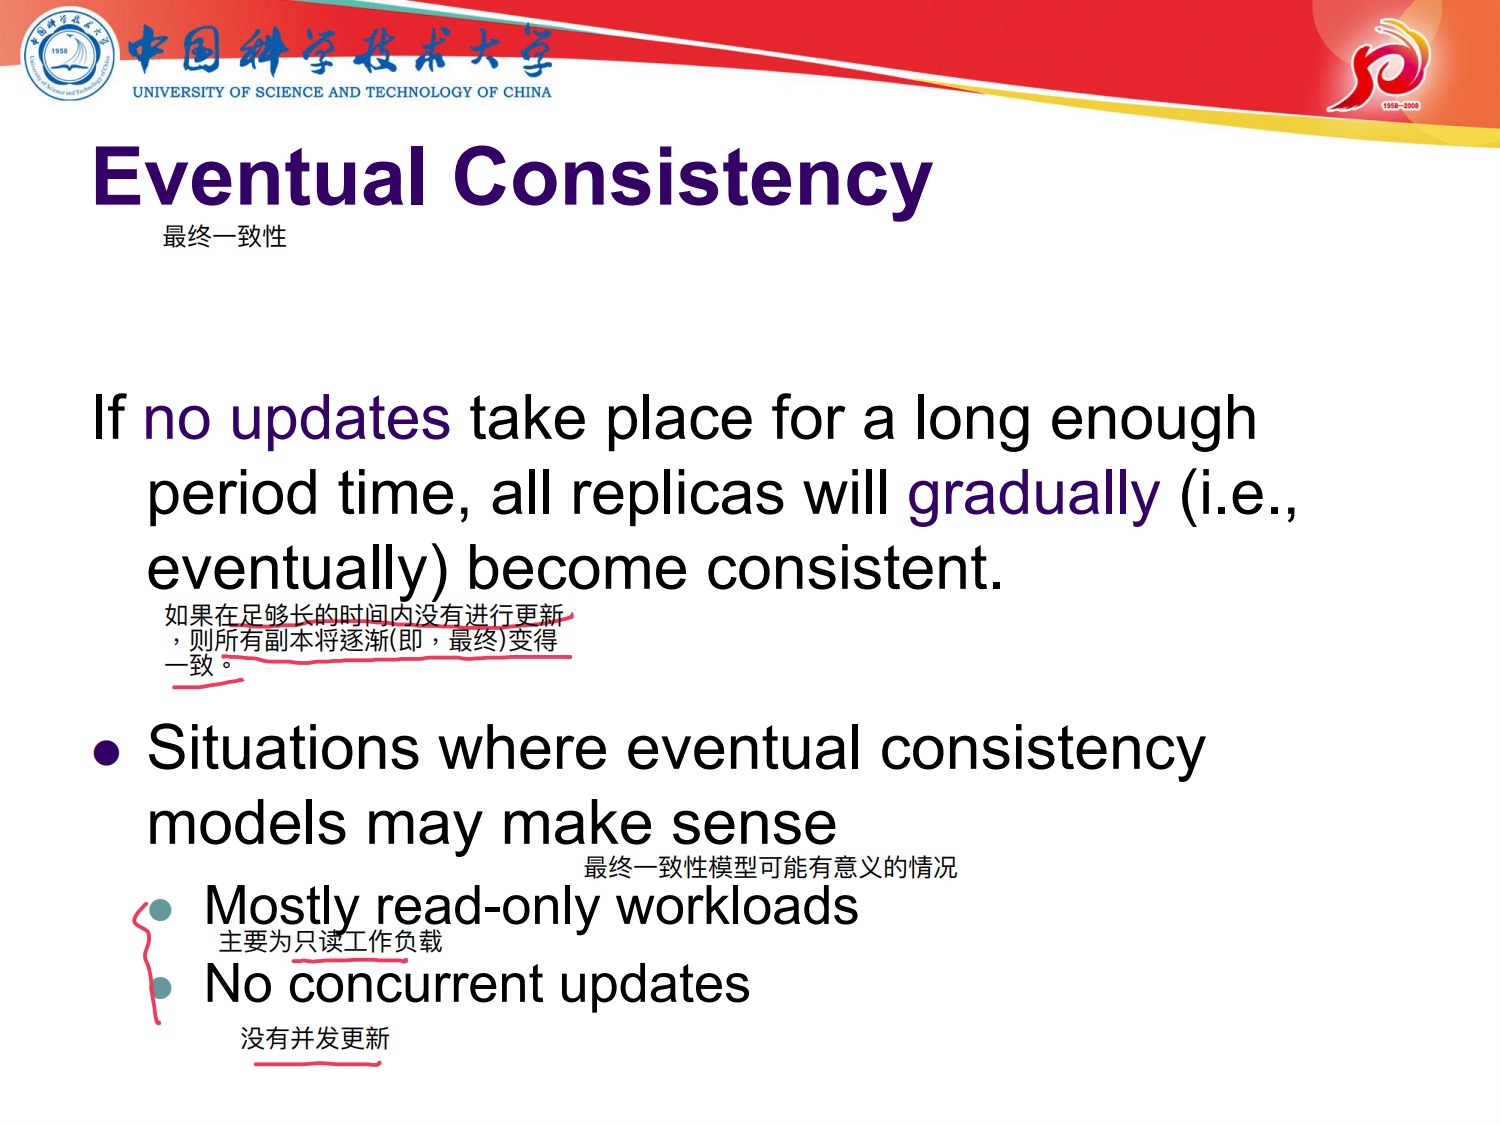 中国科学技术大学
UNIVERSITY OF SCIENCE AND TECHNOLOGY OF CHINA
1958
1958-2008
Eventual Consistency
最终一致性
If no updates take place for a long enough
period time, all replicas will gradually (i.e.,
eventually) become consistent.
如果在足够长的时间内没有进行更新
，则所有副本将逐渐(即，最终)变得
一致。
● Situations where eventual consistency
models may make sense
最终一致性模型可能有意义的情况
● Mostly read-only workloads
主要为只读工作负载
● No concurrent updates
没有并发更新